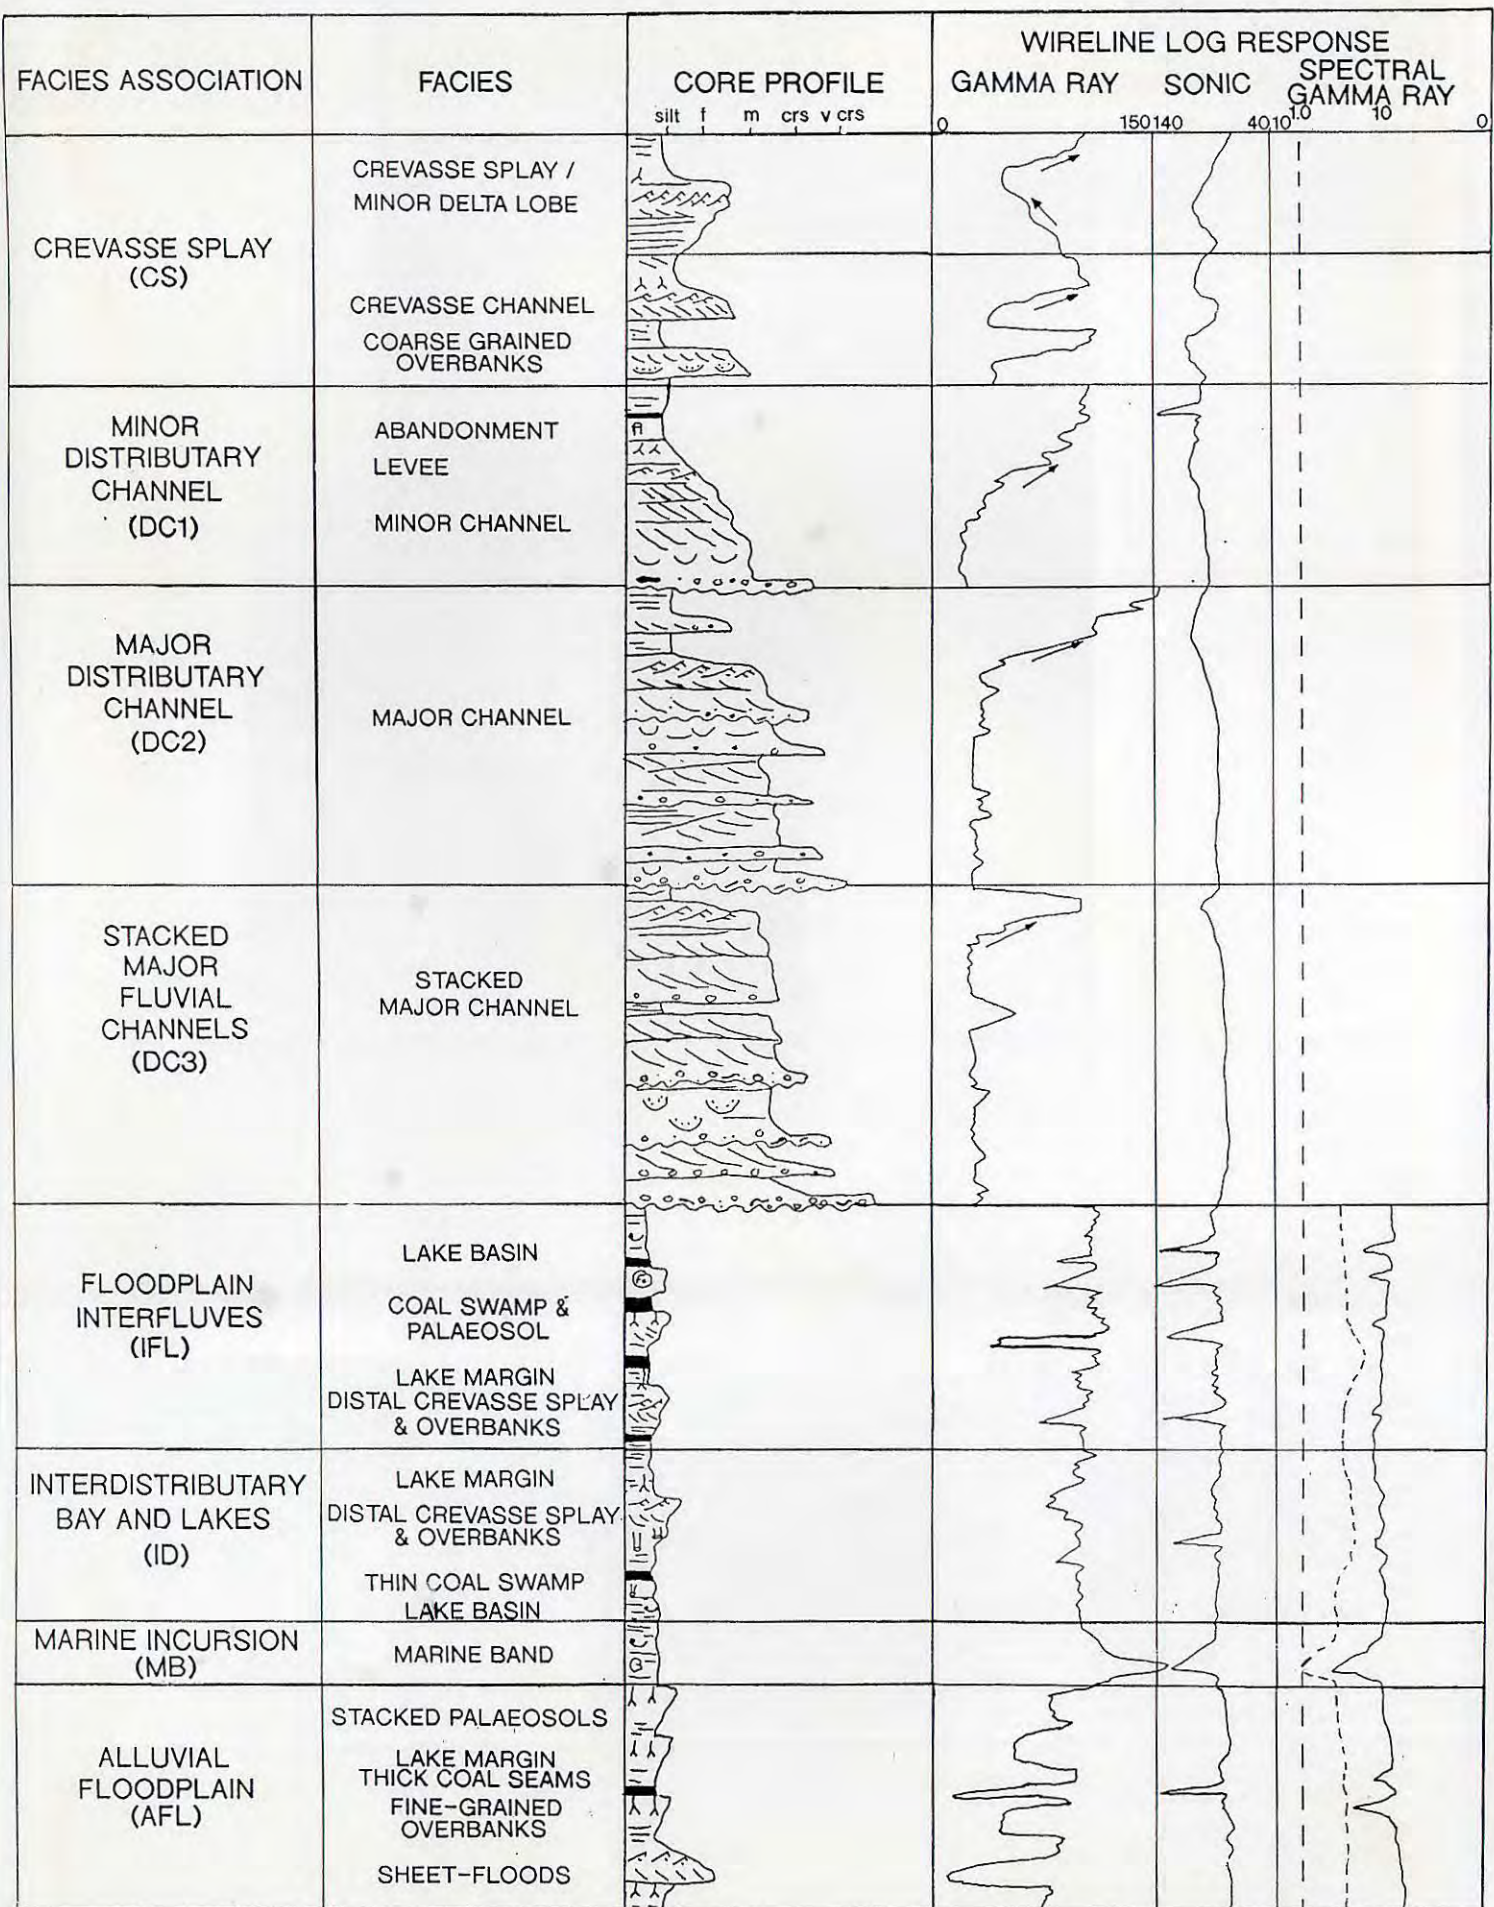 FACIES ASSOCIATION
FACIES
CORE PROFILE
silt f m crs v crs
WIRELINE LOG RESPONSE
GAMMA RAY
SONIC
SPECTRAL
GAMMA RAY
0 150 140 40 10 1.0 10 0
CREVASSE SPLAY
(CS)
CREVASSE SPLAY /
MINOR DELTA LOBE
CREVASSE CHANNEL
COARSE GRAINED
OVERBANKS
MINOR
DISTRIBUTARY
CHANNEL
(DC1)
ABANDONMENT
LEVEE
MINOR CHANNEL
MAJOR
DISTRIBUTARY
CHANNEL
(DC2)
MAJOR CHANNEL
STACKED
MAJOR
FLUVIAL
CHANNELS
(DC3)
STACKED
MAJOR CHANNEL
FLOODPLAIN
INTERFLUVES
(IFL)
LAKE BASIN
COAL SWAMP &
PALAEOSOL
LAKE MARGIN
DISTAL CREVASSE SPLAY
& OVERBANKS
INTERDISTRIBUTARY
BAY AND LAKES
(ID)
LAKE MARGIN
DISTAL CREVASSE SPLAY
& OVERBANKS
THIN COAL SWAMP
LAKE BASIN
MARINE INCURSION
(MB)
MARINE BAND
ALLUVIAL
FLOODPLAIN
(AFL)
STACKED PALAEOSOLS
LAKE MARGIN
THICK COAL SEAMS
FINE-GRAINED
OVERBANKS
SHEET-FLOODS